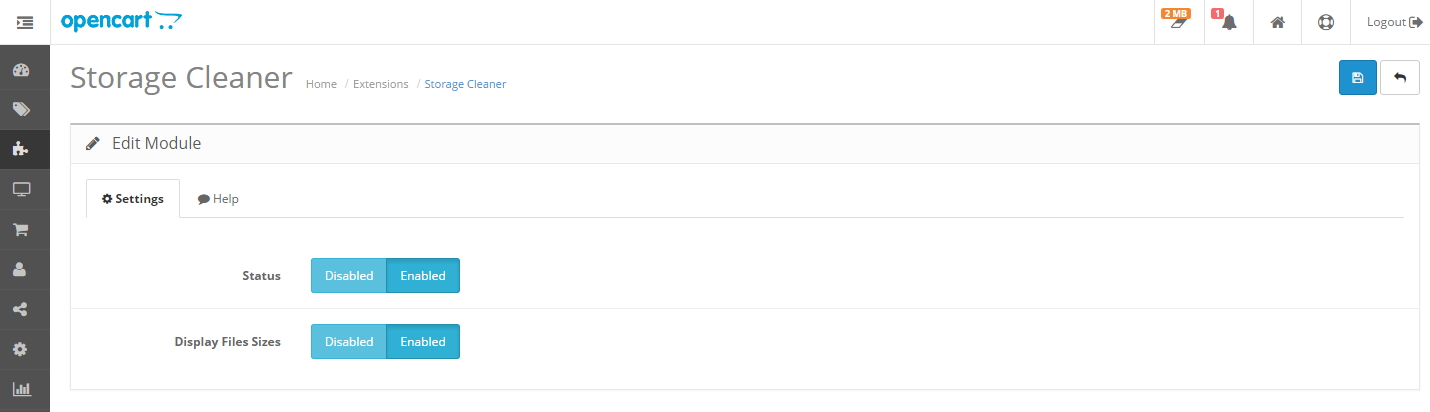 opencart
2 MB
1
Logout
Storage Cleaner
Home / Extensions / Storage Cleaner
Edit Module
Settings
Help
Status
Disabled
Enabled
Display Files Sizes
Disabled
Enabled